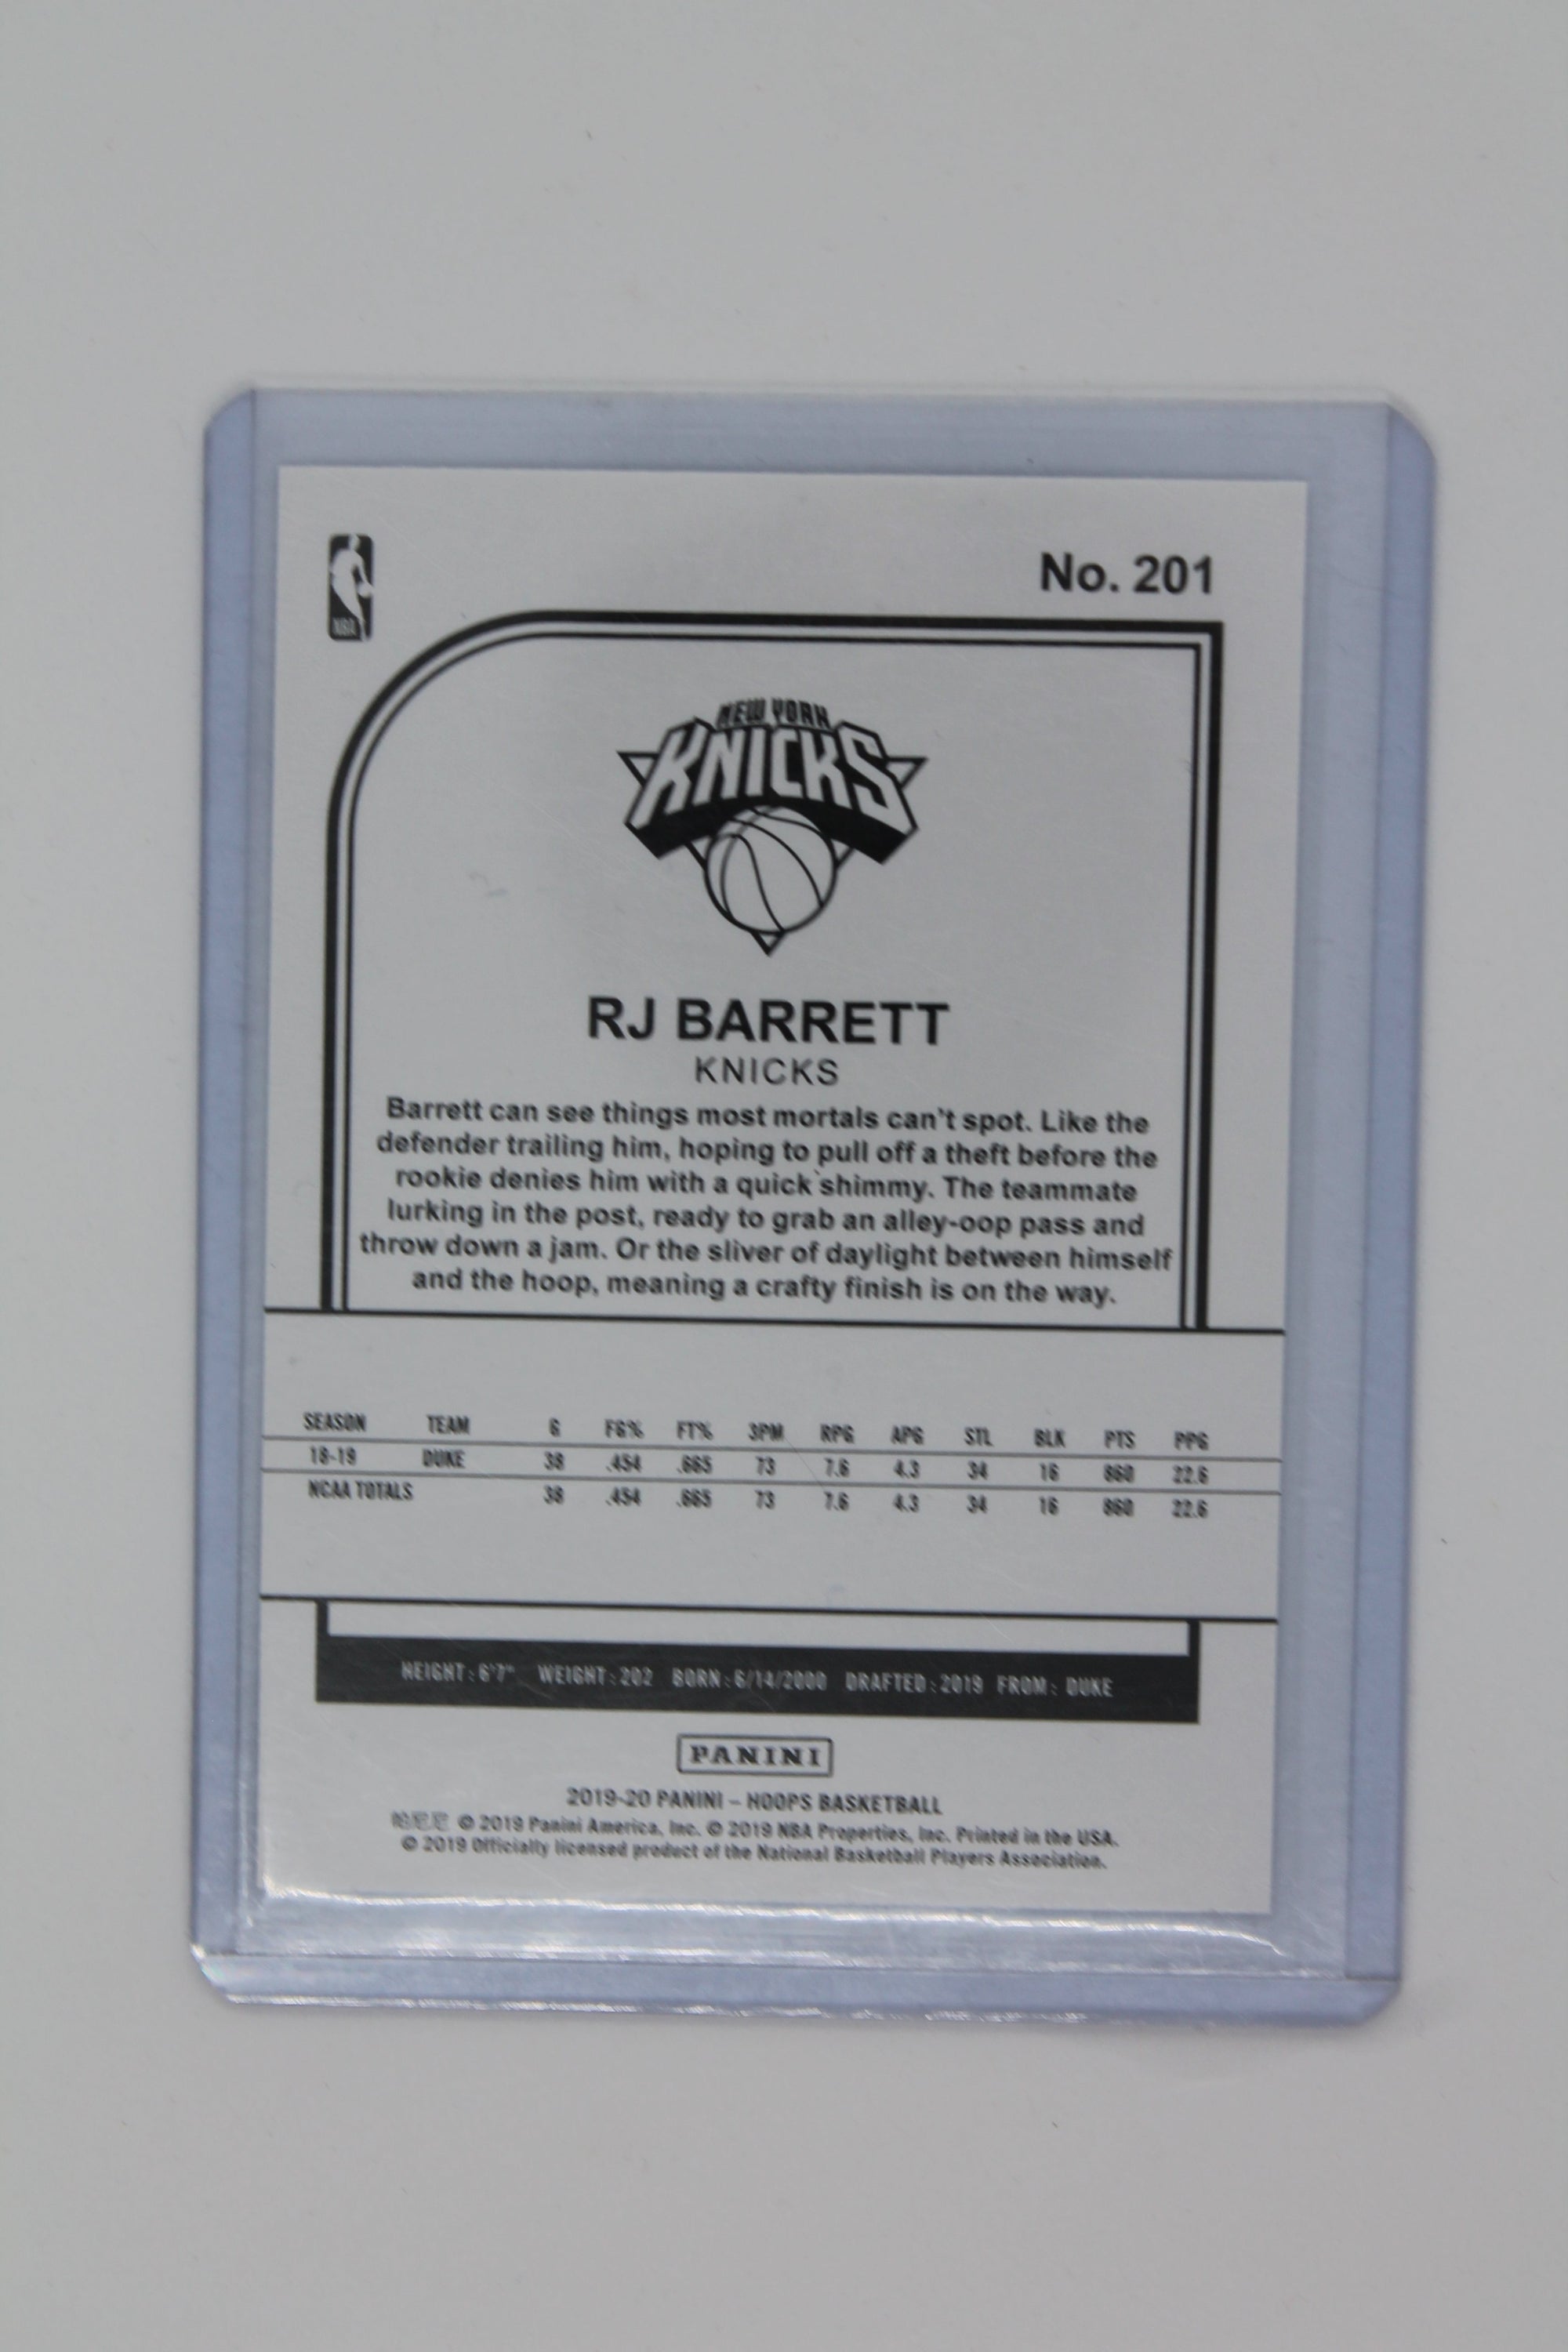 No. 201
NBA
NEW YORK
KNICKS
RJ BARRETT
KNICKS
Barrett can see things most mortals can't spot. Like the
defender trailing him, hoping to pull off a theft before the
rookie denies him with a quick shimmy. The teammate
lurking in the post, ready to grab an alley-oop pass and
throw down a jam. Or the sliver of daylight between himself
and the hoop, meaning a crafty finish is on the way.
SEASON TEAM G FG% FT% 3PM RPG APG STL BLK PTS PPG
18-19 DUKE 38 .454 .665 73 7.6 4.3 34 16 860 22.6
NCAA TOTALS 38 .454 .665 73 7.6 4.3 34 16 860 22.6
HEIGHT: 6'7" WEIGHT: 202 BORN: 6/14/2000 DRAFTED: 2019 FROM: DUKE
PANINI
2019-20 PANINI – HOOPS BASKETBALL
帕尼尼 © 2019 Panini America, Inc. © 2019 NBA Properties, Inc. Printed in the USA.
© 2019 Officially licensed product of the National Basketball Players Association.